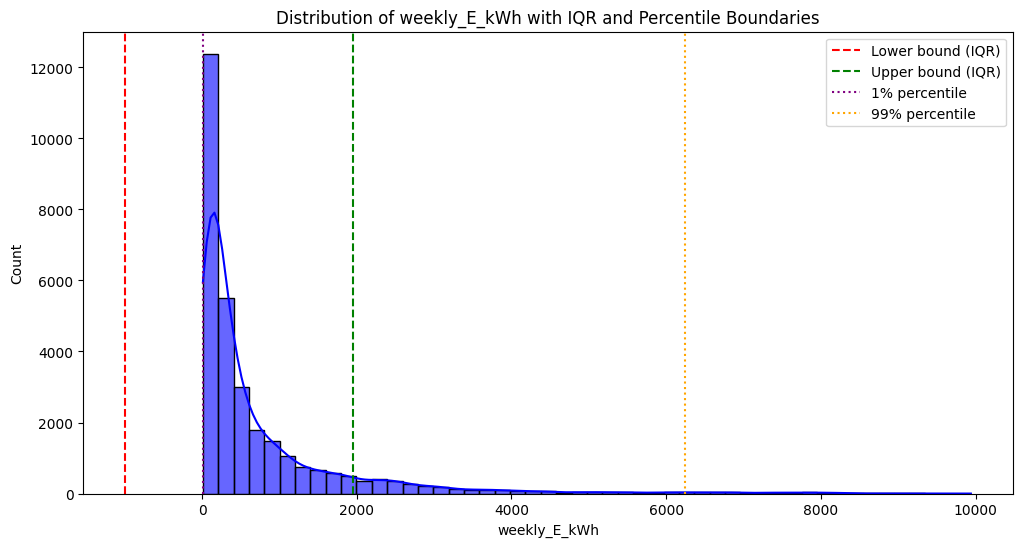 Distribution of weekly_E_kWh with IQR and Percentile Boundaries
Lower bound (IQR)
Upper bound (IQR)
1% percentile
99% percentile
Count
12000
10000
8000
6000
4000
2000
0
0 2000 4000 6000 8000 10000
weekly_E_kWh